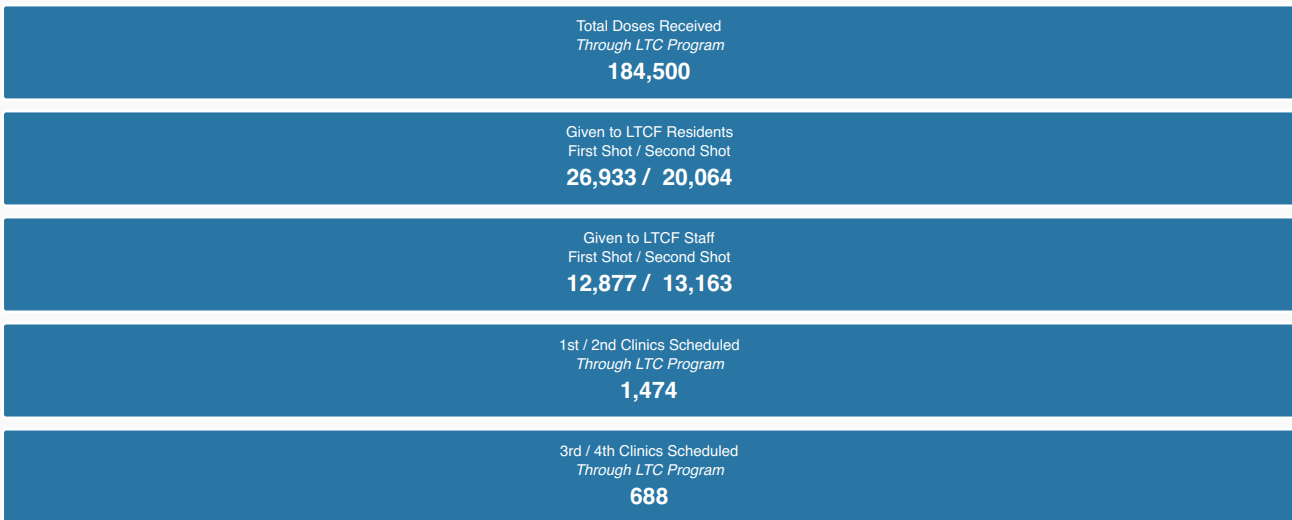 Total Doses Received
Through LTC Program
184,500
Given to LTCF Residents
First Shot / Second Shot
26,933 / 20,064
Given to LTCF Staff
First Shot / Second Shot
12,877 / 13,163
1st / 2nd Clinics Scheduled
Through LTC Program
1,474
3rd / 4th Clinics Scheduled
Through LTC Program
688